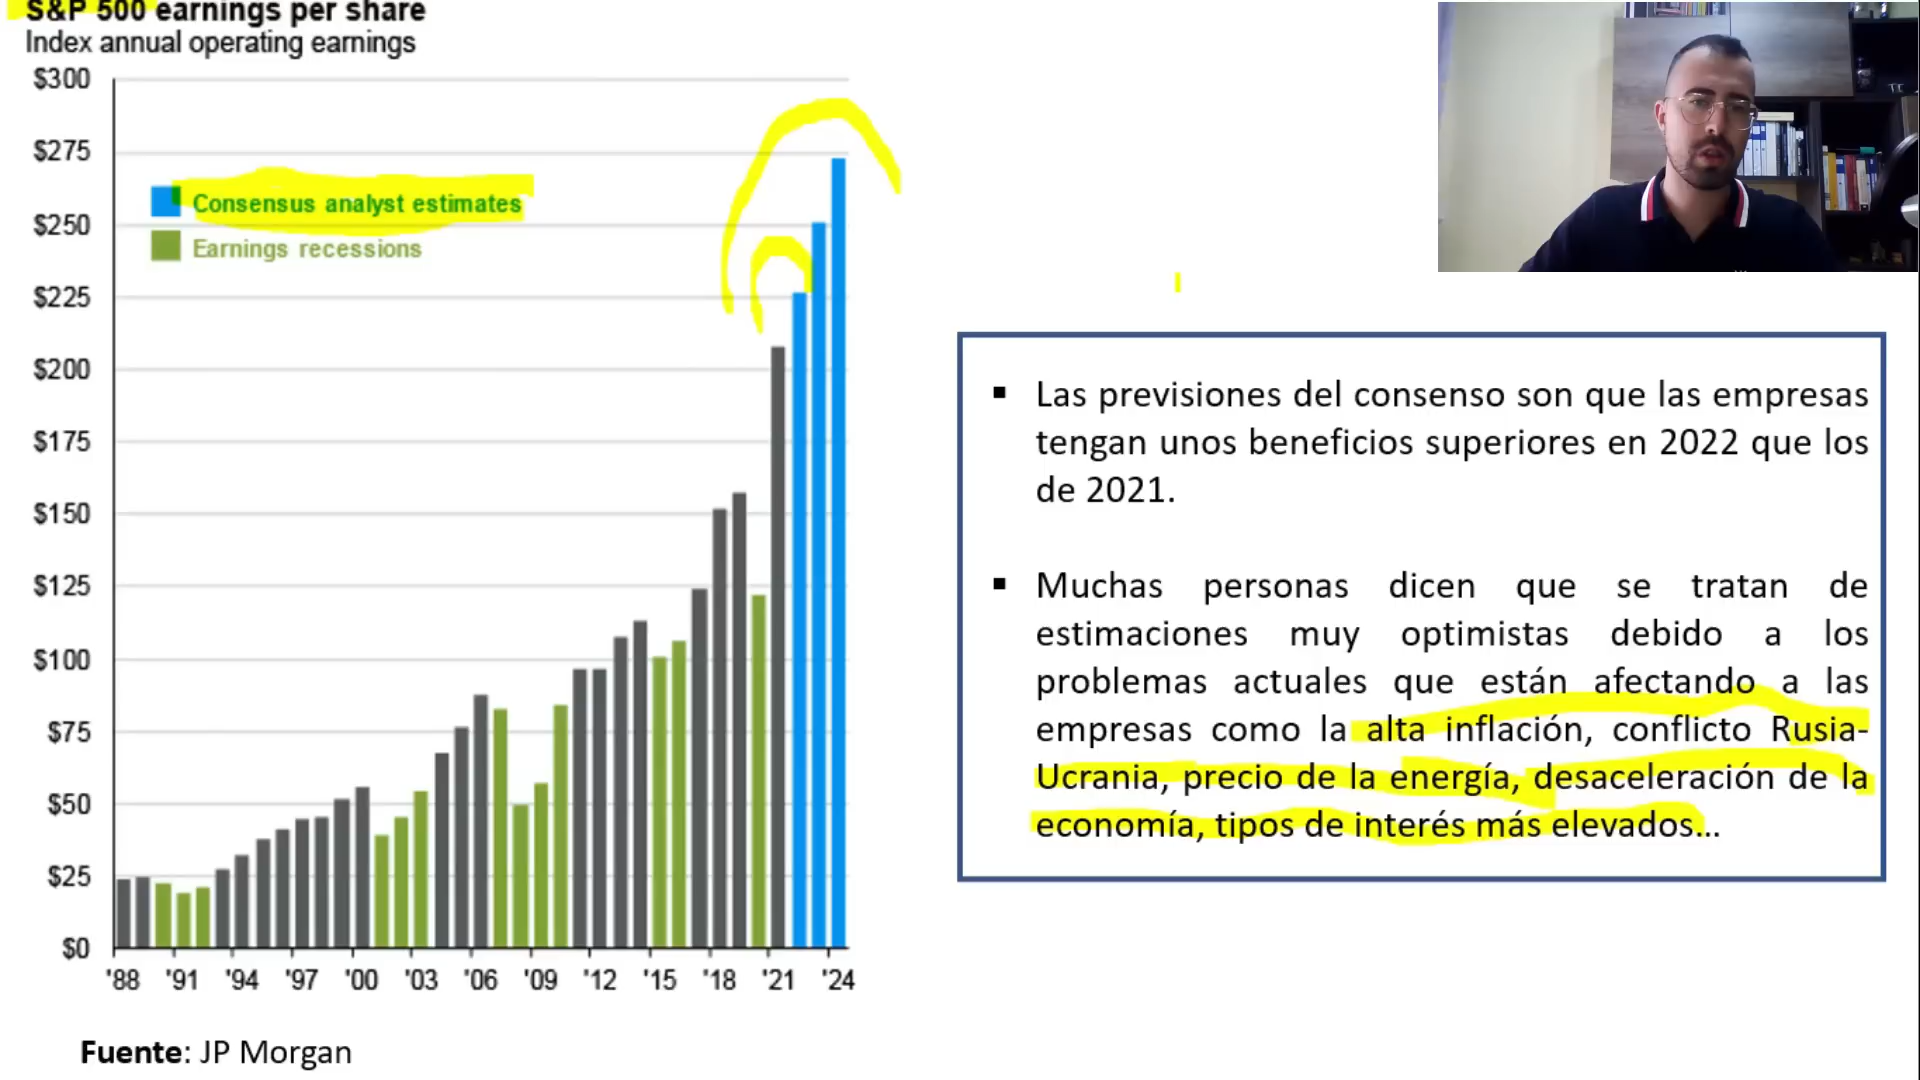 S&P 500 earnings per share
Index annual operating earnings
$300
$275
$250
$225
$200
$175
$150
$125
$100
$75
$50
$25
$0
Consensus analyst estimates
Earnings recessions
'88 '91 '94 '97 '00 '03 '06 '09 '12 '15 '18 '21 '24
Fuente: JP Morgan
▪ Las previsiones del consenso son que las empresas
tengan unos beneficios superiores en 2022 que los
de 2021.
▪ Muchas personas dicen que se tratan de
estimaciones muy optimistas debido a los
problemas actuales que están afectando a las
empresas como la alta inflación, conflicto Rusia-
Ucrania, precio de la energía, desaceleración de la
economía, tipos de interés más elevados…